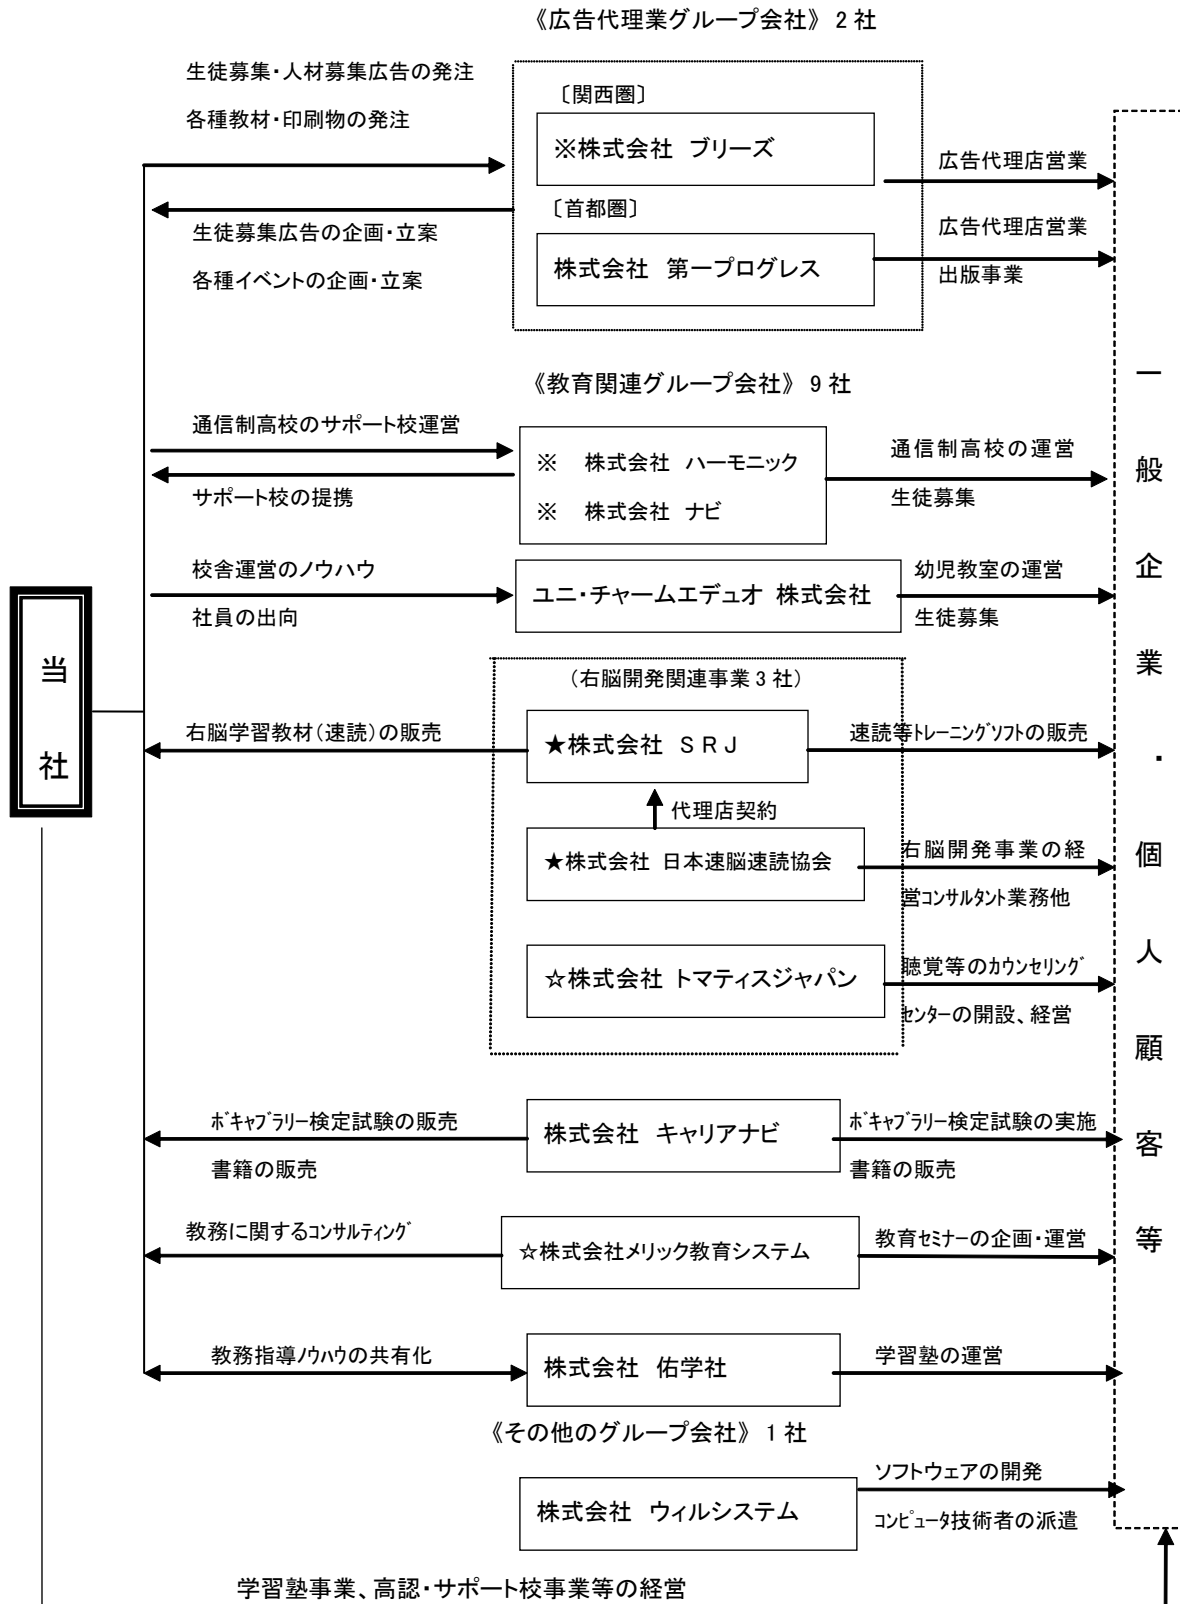 《広告代理業グループ会社》 2 社
生徒募集・人材募集広告の発注
各種教材・印刷物の発注
〔関西圏〕
※株式会社 ブリーズ
広告代理店営業
〔首都圏〕
生徒募集広告の企画・立案
各種イベントの企画・立案
株式会社 第一プログレス
広告代理店営業
出版事業
《教育関連グループ会社》 9 社
通信制高校のサポート校運営
サポート校の提携
※ 株式会社 ハーモニック
※ 株式会社 ナビ
通信制高校の運営
生徒募集
校舎運営のノウハウ
社員の出向
ユニ・チャームエデュオ 株式会社
幼児教室の運営
生徒募集
当社
(右脳開発関連事業 3 社)
右脳学習教材(速読)の販売
★株式会社 SRJ
速読等トレーニングソフトの販売
代理店契約
★株式会社 日本速脳速読協会
右脳開発事業の経
営コンサルタント業務他
☆株式会社 トマティスジャパン
聴覚等のカウンセリング
センターの開設、経営
ボキャブラリー検定試験の販売
書籍の販売
株式会社 キャリアナビ
ボキャブラリー検定試験の実施
書籍の販売
教務に関するコンサルティング
☆株式会社メリック教育システム
教育セミナーの企画・運営
教務指導ノウハウの共有化
株式会社 佑学社
学習塾の運営
《その他のグループ会社》 1 社
株式会社 ウィルシステム
ソフトウェアの開発
コンピュータ技術者の派遣
学習塾事業、高認・サポート校事業等の経営
一般企業・個人顧客等